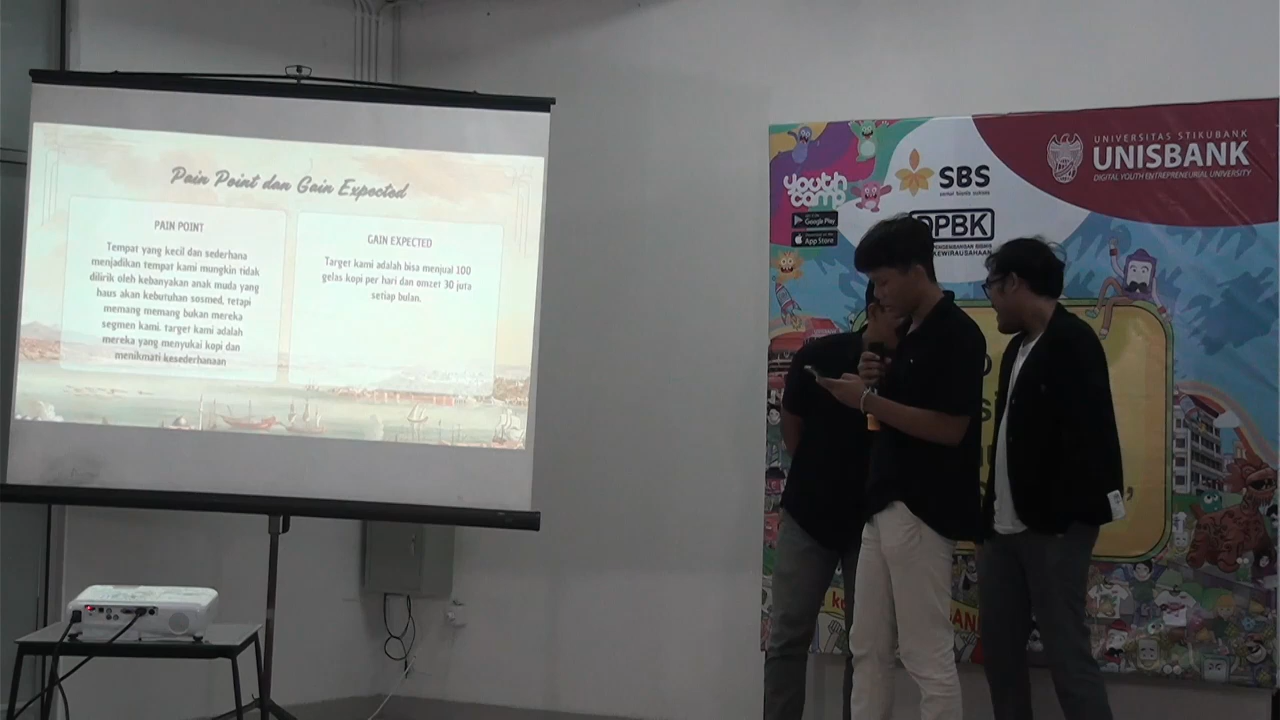 Pain Point dan Gain Expected
PAIN POINT
Tempat yang kecil dan sederhana
menjadikan tempat kami mungkin tidak
dilirik oleh kebanyakan anak muda yang
haus akan kebutuhan sosmed, tetapi
memang memang bukan mereka
segmen kami. target kami adalah
mereka yang menyukai kopi dan
menikmati kesederhanaan
GAIN EXPECTED
Target kami adalah bisa menjual 100
gelas kopi per hari dan omzet 30 juta
setiap bulan.
youth
camp
Google Play
App Store
SBS
DPBK
KEWIRAUSAHAAN
UNIVERSITAS STIKUBANK
UNISBANK
DIGITAL YOUTH ENTREPRENEURIAL UNIVERSITY